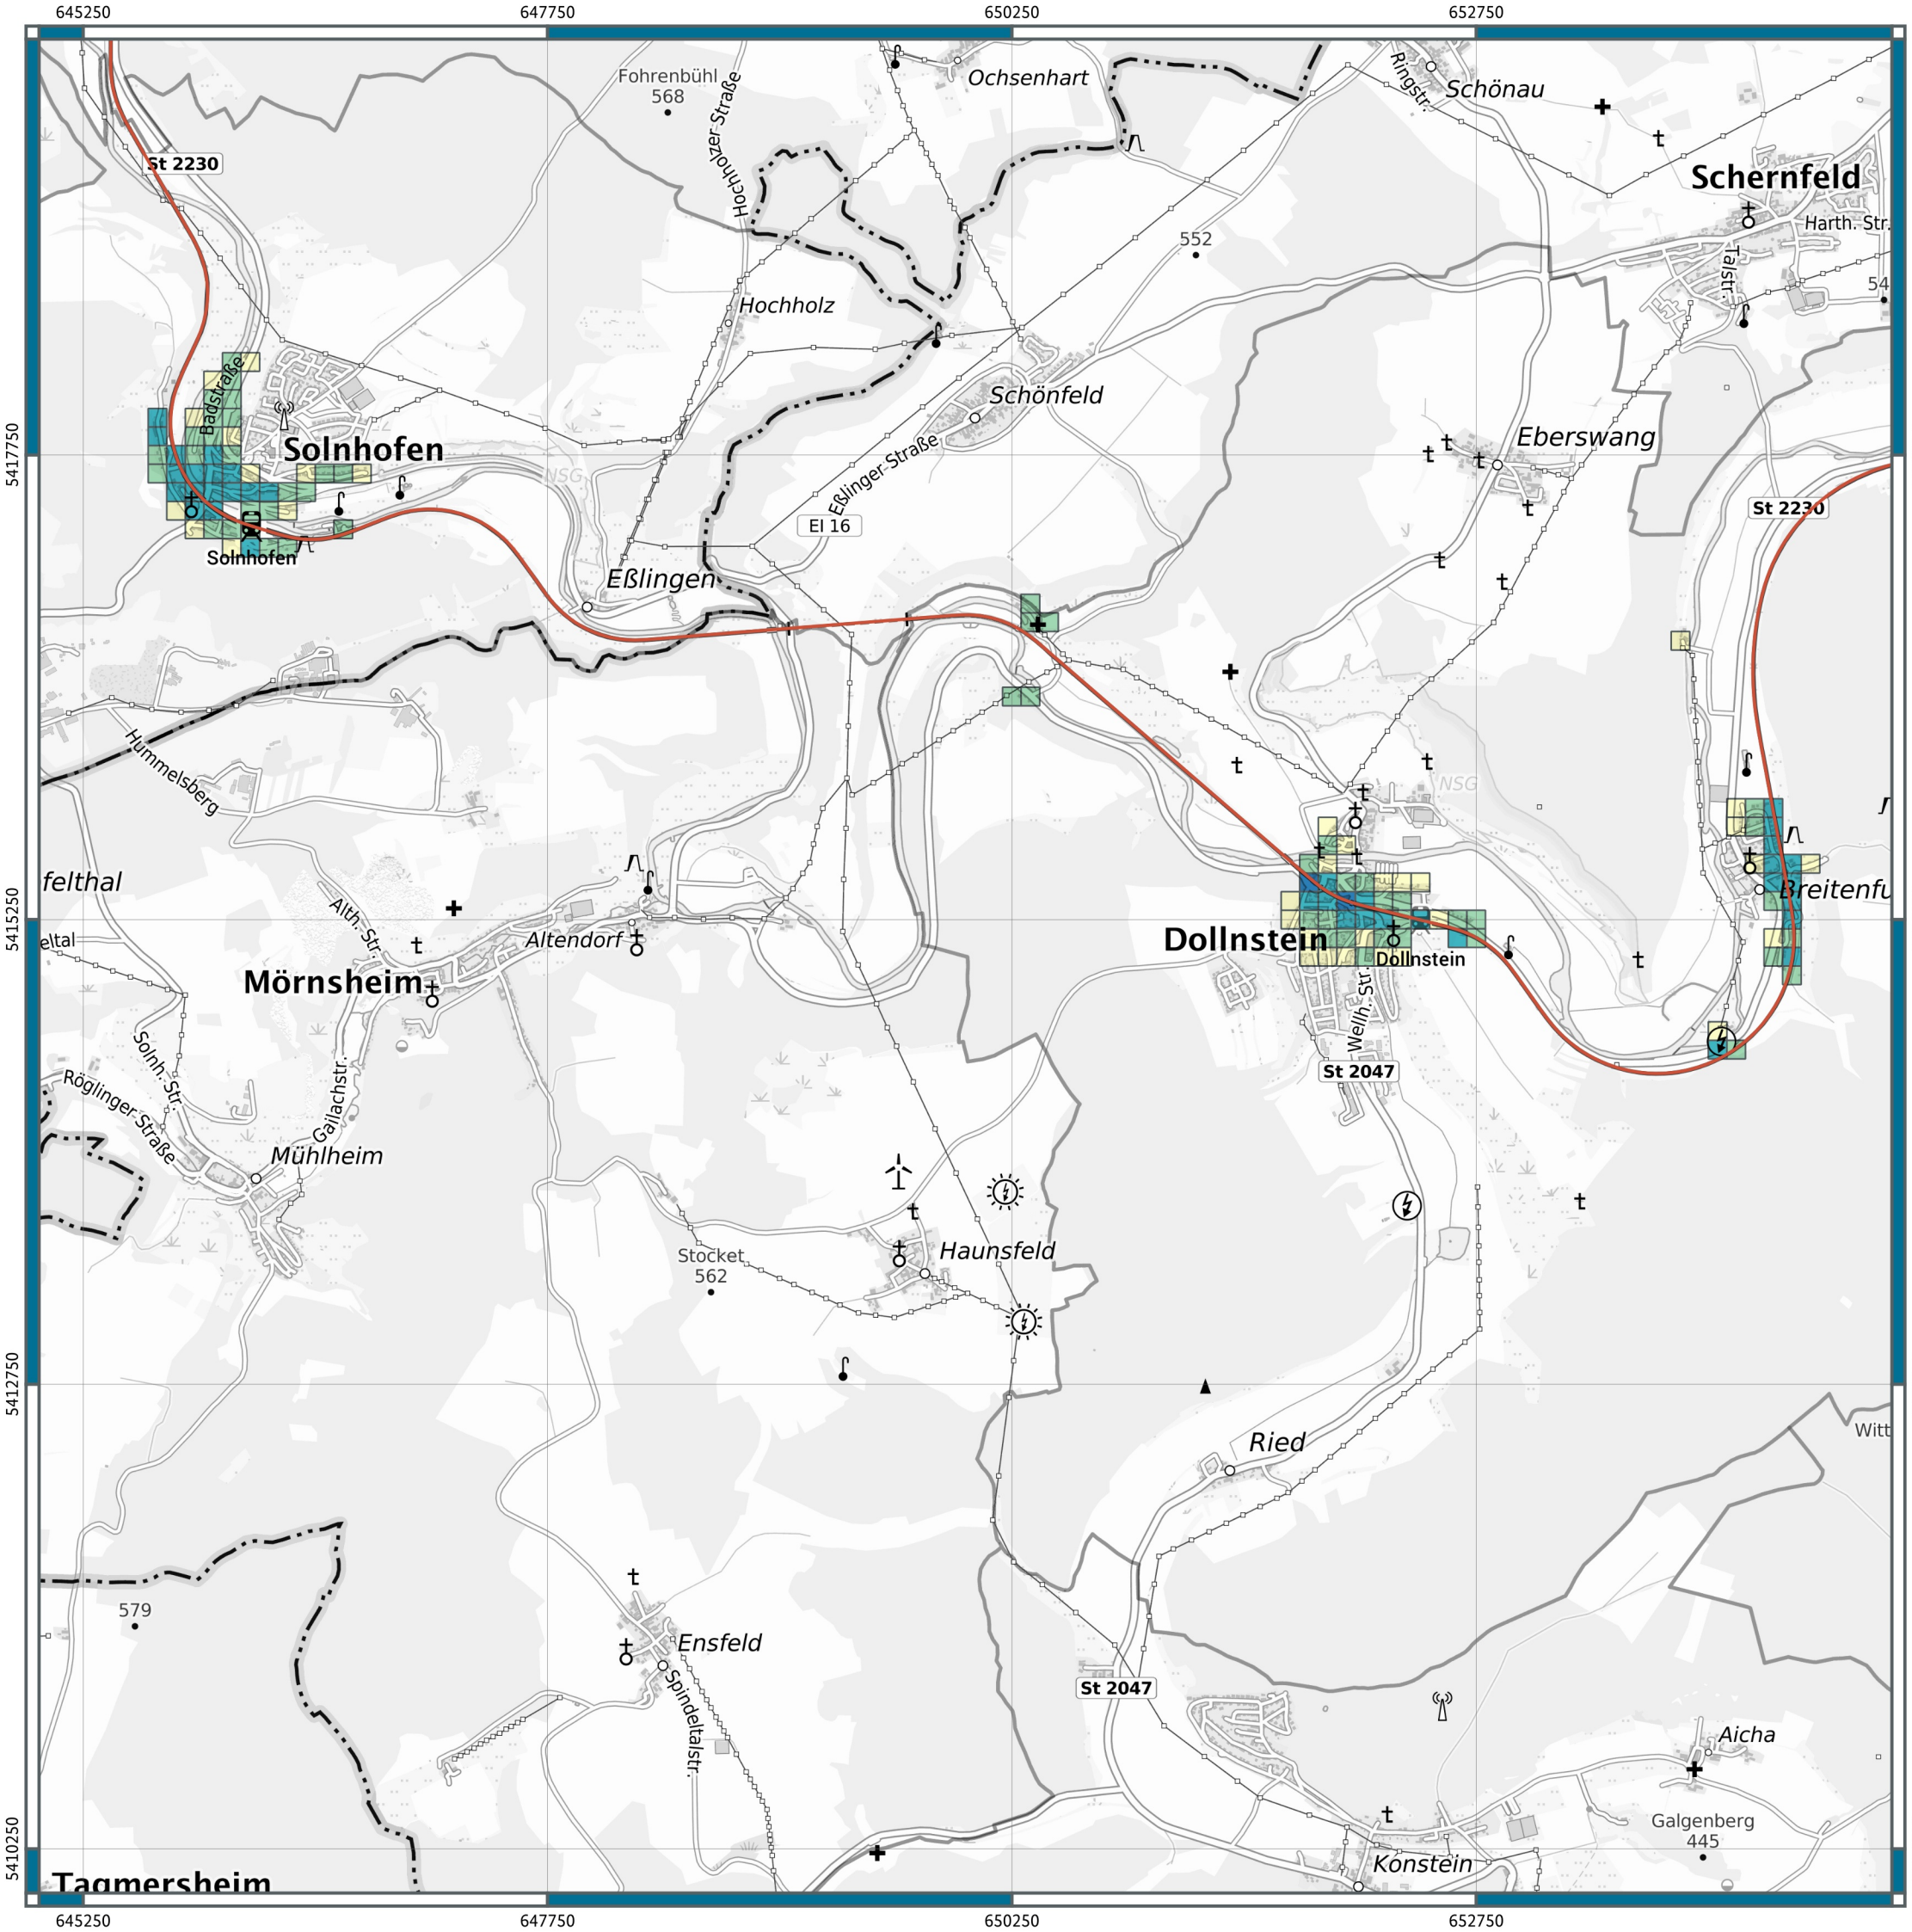 645250 647750 650250 652750
Fohrenbühl
568
Hochholzer-Straße
Ochsenhart
Ringstr.
Schönau
St 2230
Schernfeld
Harth. Str.
Talstr.
552
54
Hochholz
Badstraße
Schönfeld
Eberswang
Solnhofen
NSG
Eßlinger-Straße
EI 16
St 2230
5417750
Solnhofen
Eßlingen
Hummelsberg
NSG
felthal
Breitenfu
5415250
Alth. Str.
eltal
Altendorf
Dollnstein
Dollnstein
Mörnsheim
Wellh. Str.
Solnh. Str.
Röglinger-Straße
Gailachstr.
St 2047
Mühlheim
Haunsfeld
Stocket
562
5412750
Ried
Witt
579
Ensfeld
Spindeltalstr.
St 2047
Aicha
Galgenberg
445
5410250
Konstein
Tagmersheim
645250 647750 650250 652750